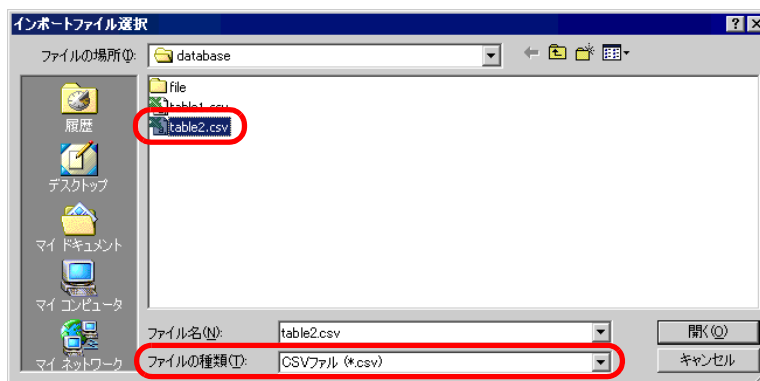 インポートファイル選択
ファイルの場所(I):
database
履歴
デスクトップ
マイ ドキュメント
マイ コンピュータ
マイ ネットワーク
file
table1.csv
table2.csv
ファイル名(N):
table2.csv
開く(O)
ファイルの種類(T):
CSVファル (*.csv)
キャンセル